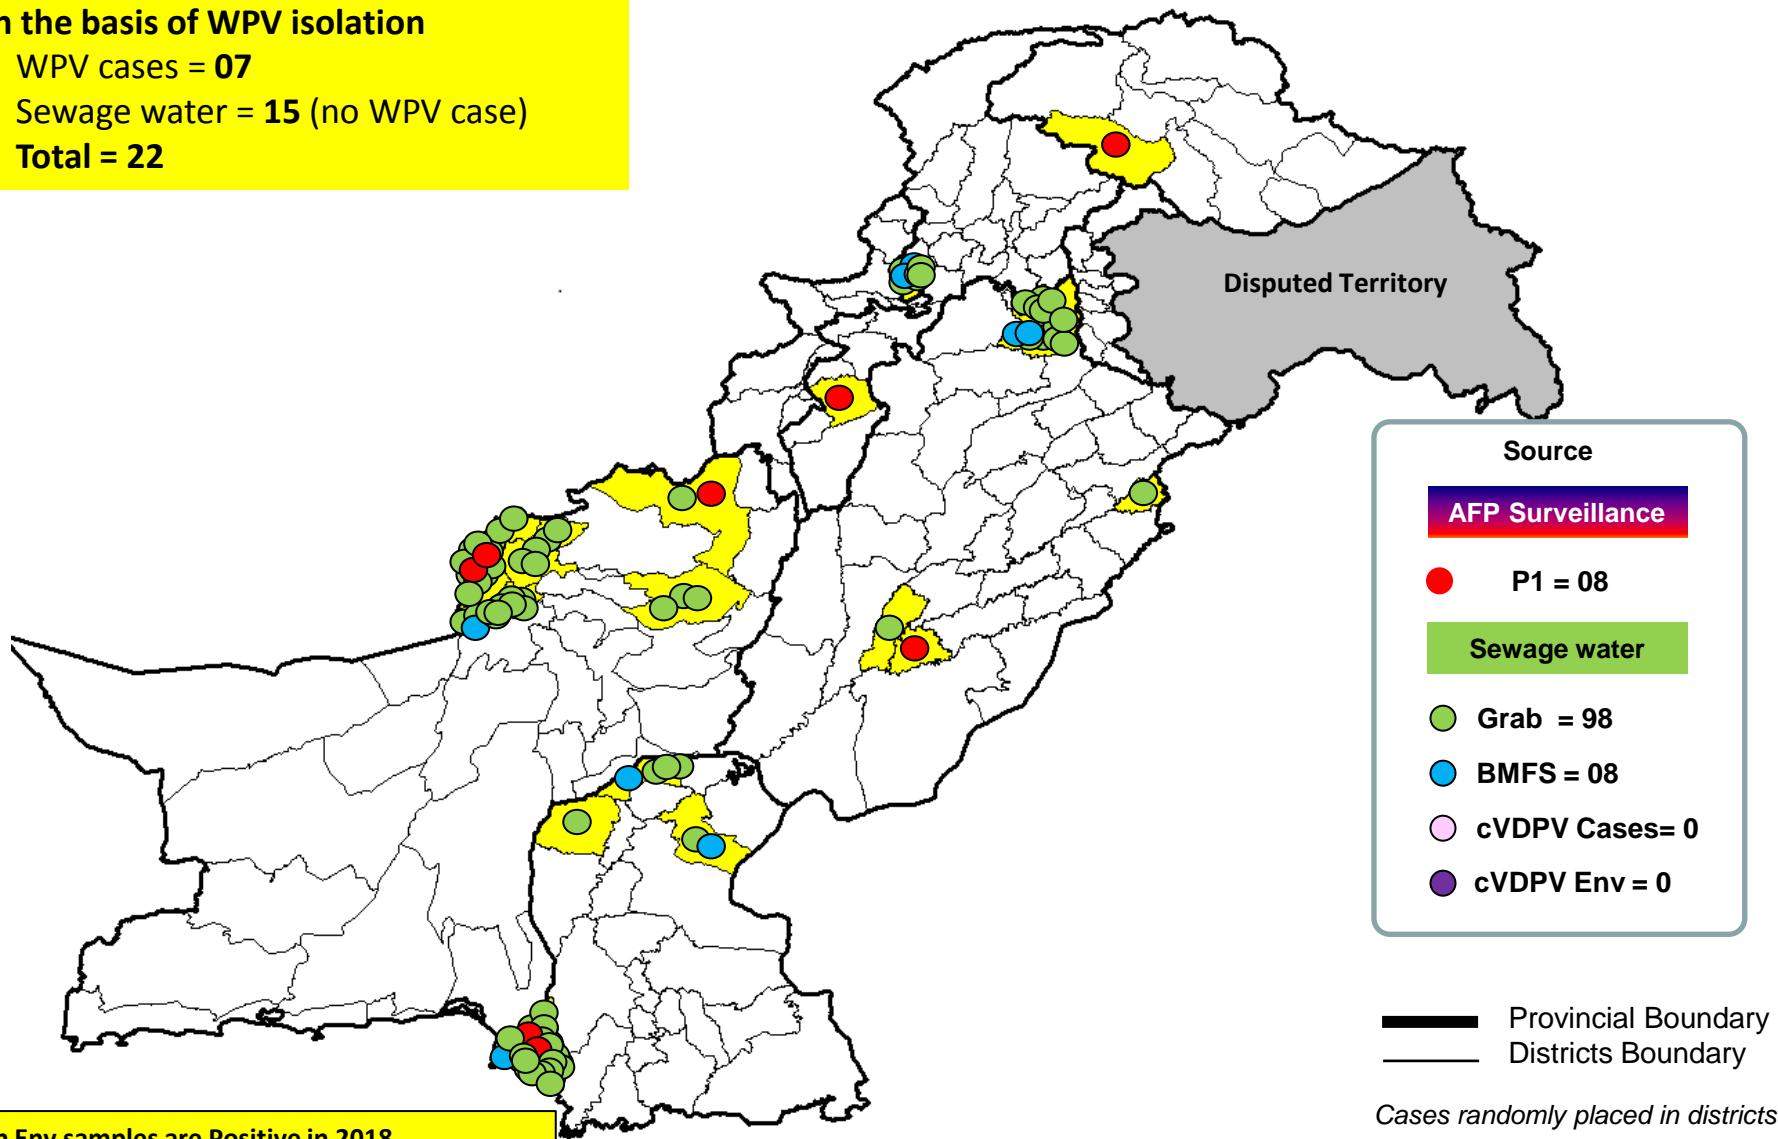 the basis of WPV isolation
WPV cases = 07
Sewage water = 15 (no WPV case)
Total = 22
Disputed Territory
Source
AFP Surveillance
P1 = 08
Sewage water
Grab = 98
BMFS = 08
cVDPV Cases= 0
cVDPV Env = 0
Provincial Boundary
Districts Boundary
Cases randomly placed in districts
Env samples are Positive in 2018